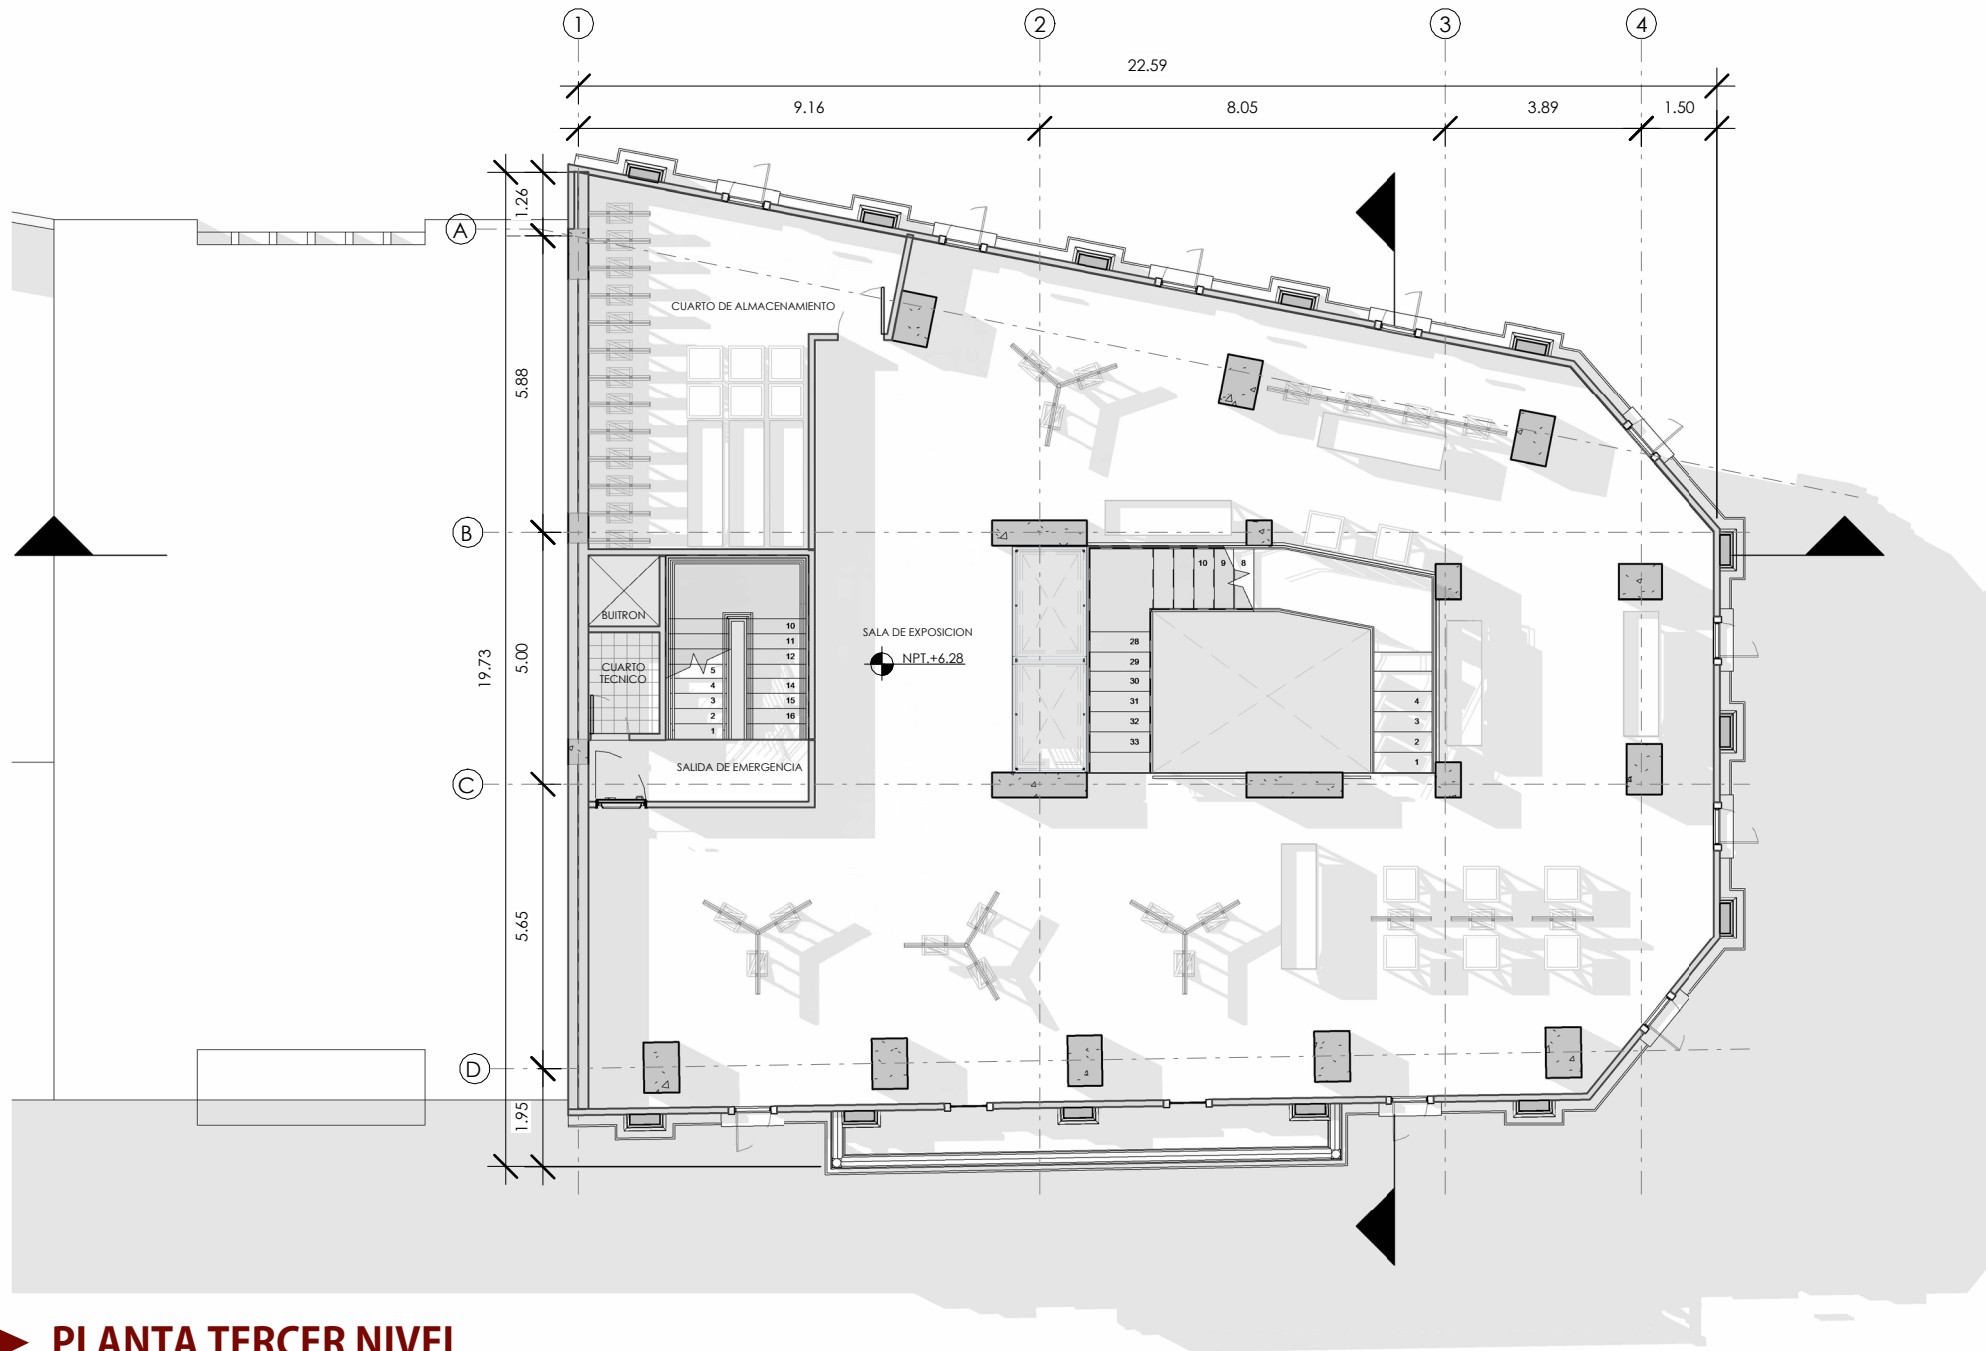 1 2 3 4
22.59
9.16 8.05 3.89 1.50
1.26
A
CUARTO DE ALMACENAMIENTO
5.88
B
10 9 8
BUITRON
10
11
12
14
15
16
5
4
3
2
1
CUARTO
TECNICO
SALA DE EXPOSICION
NPT.+6.28
28
29
30
31
32
33
4
3
2
1
19.73
5.00
SALIDA DE EMERGENCIA
C
5.65
D
1.95
PLANTA TERCER NIVEL